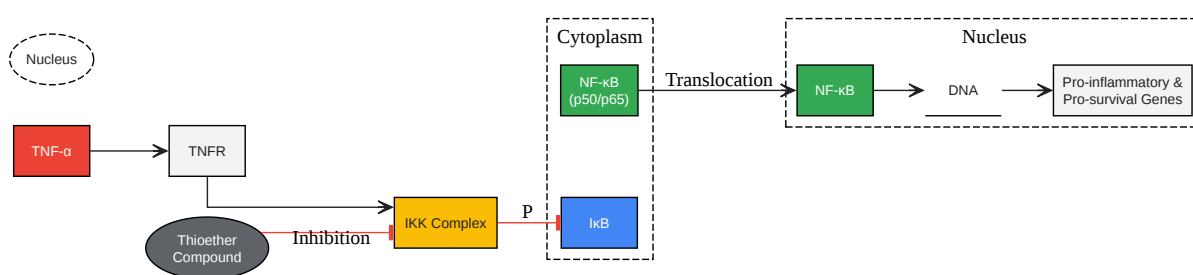 Cytoplasm
Nucleus
Nucleus
NF-κB
(p50/p65)
Translocation
NF-κB
DNA
Pro-inflammatory &
Pro-survival Genes
TNF-α
TNFR
IKK Complex
P
IκB
Inhibition
Thioether
Compound